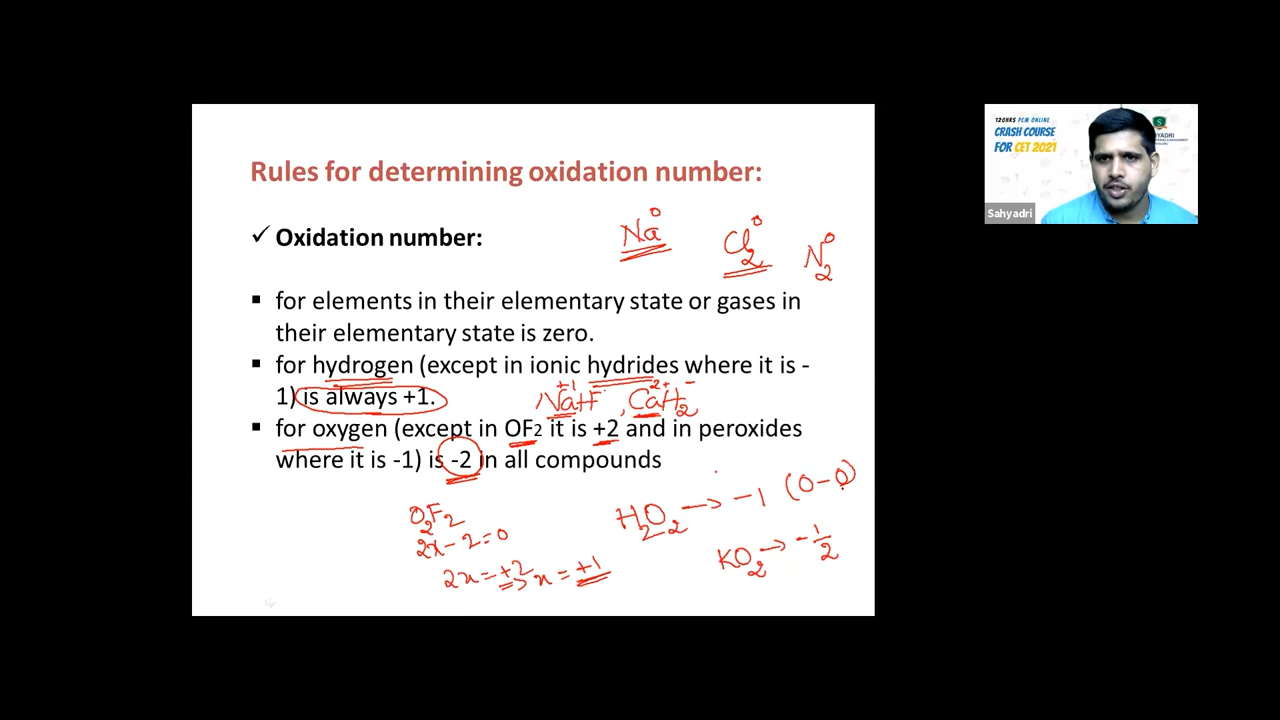 Rules for determining oxidation number:
✓ Oxidation number:
Na⁰ Cl₂⁰ N₂⁰
▪ for elements in their elementary state or gases in
their elementary state is zero.
▪ for hydrogen (except in ionic hydrides where it is -
1) is always +1.
+1 2+ -
NaH⁻, CaH₂
▪ for oxygen (except in OF2 it is +2 and in peroxides
where it is -1) is -2 in all compounds
O₂F₂
2x - 2 = 0
2x = +2, x = +1
H₂O₂ → -1 (O-O)
KO₂ → -1/2
120HRS PCM ONLINE
CRASH COURSE
FOR CET 2021
Sahyadri